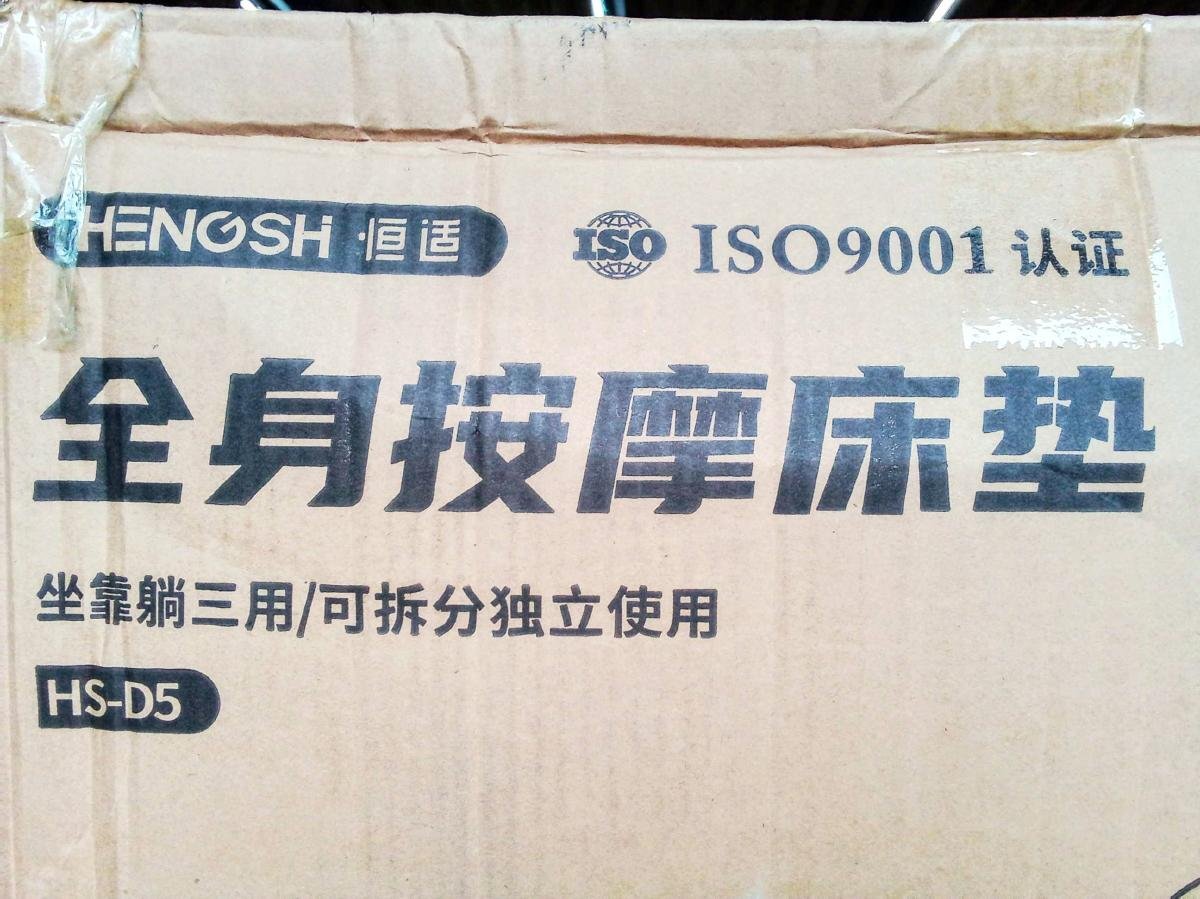 HENGSHI 恒适
ISO ISO9001 认证
全身按摩床垫
坐靠躺三用/可拆分独立使用
HS-D5